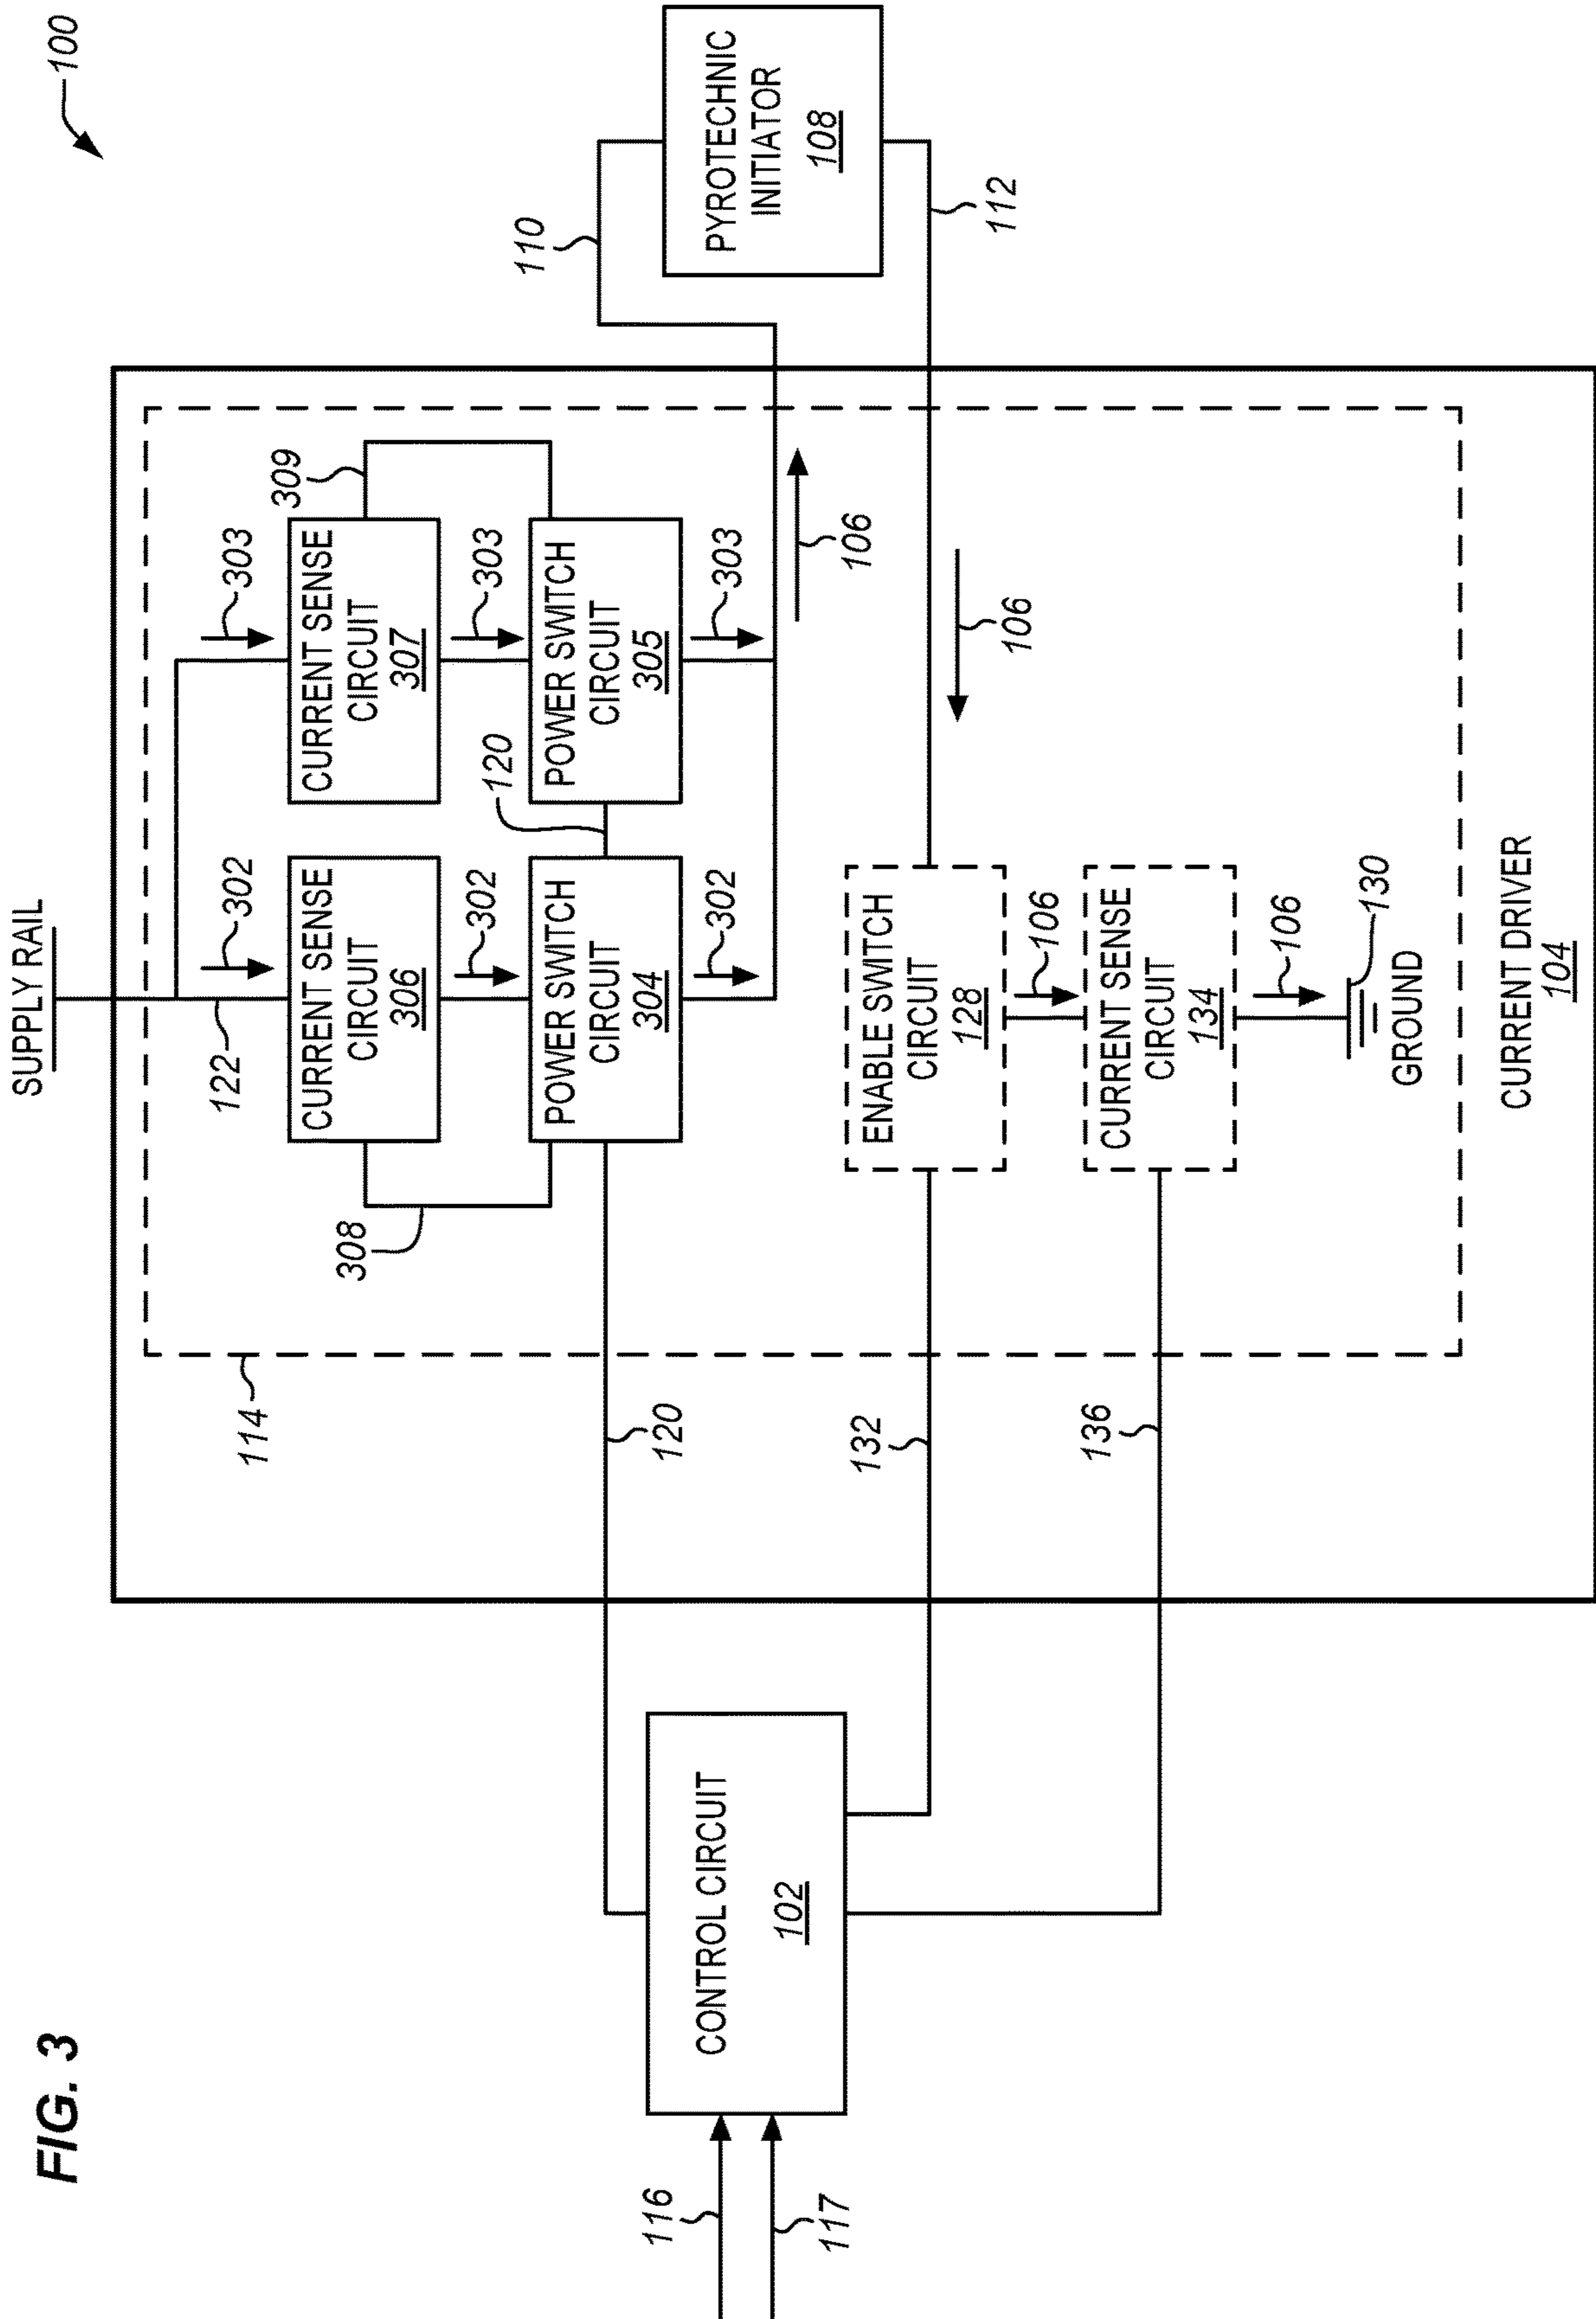 FIG. 3
100
SUPPLY RAIL
122
302
303
CURRENT SENSE
CIRCUIT
306
CURRENT SENSE
CIRCUIT
307
308
309
302
303
120
POWER SWITCH
CIRCUIT
304
POWER SWITCH
CIRCUIT
305
302
303
114
120
110
106
PYROTECHNIC
INITIATOR
108
112
116
117
CONTROL CIRCUIT
102
132
106
ENABLE SWITCH
CIRCUIT
128
106
136
CURRENT SENSE
CIRCUIT
134
106
130
GROUND
CURRENT DRIVER
104